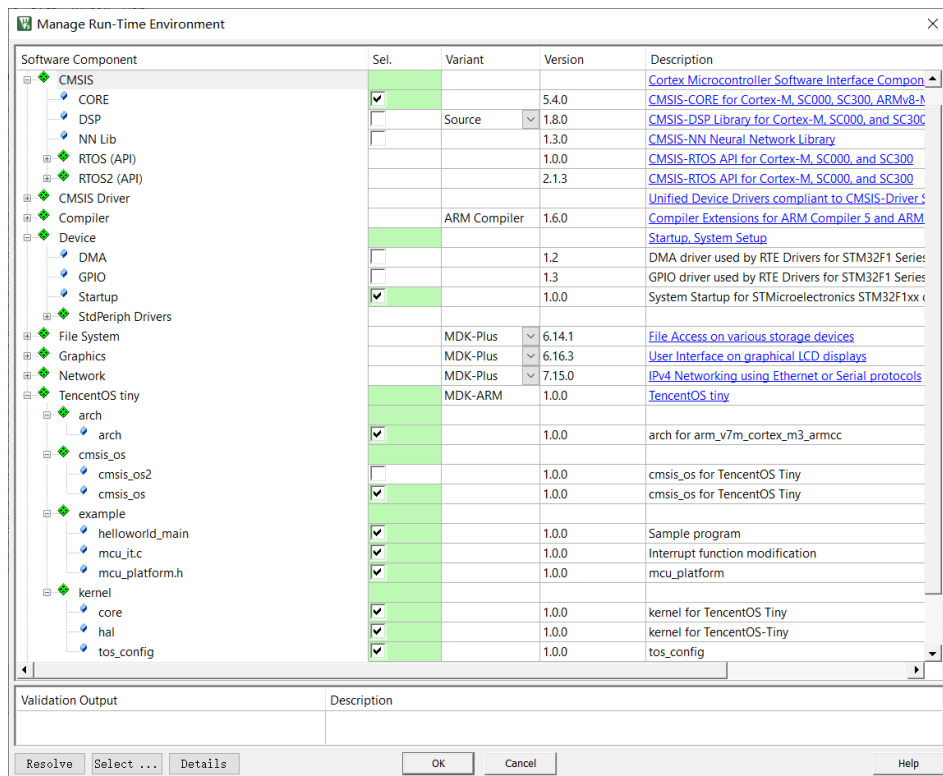 Manage Run-Time Environment
Software Component Sel. Variant Version Description
CMSIS Cortex Microcontroller Software Interface Compon
CORE 5.4.0 CMSIS-CORE for Cortex-M, SC000, SC300, ARMv8-M
DSP Source 1.8.0 CMSIS-DSP Library for Cortex-M, SC000, and SC300
NN Lib 1.3.0 CMSIS-NN Neural Network Library
RTOS (API) 1.0.0 CMSIS-RTOS API for Cortex-M, SC000, and SC300
RTOS2 (API) 2.1.3 CMSIS-RTOS API for Cortex-M, SC000, and SC300
CMSIS Driver Unified Device Drivers compliant to CMSIS-Driver S
Compiler ARM Compiler 1.6.0 Compiler Extensions for ARM Compiler 5 and ARM
Device Startup, System Setup
DMA 1.2 DMA driver used by RTE Drivers for STM32F1 Series
GPIO 1.3 GPIO driver used by RTE Drivers for STM32F1 Series
Startup 1.0.0 System Startup for STMicroelectronics STM32F1xx
StdPeriph Drivers
File System MDK-Plus 6.14.1 File Access on various storage devices
Graphics MDK-Plus 6.16.3 User Interface on graphical LCD displays
Network MDK-Plus 7.15.0 IPv4 Networking using Ethernet or Serial protocols
TencentOS tiny MDK-ARM 1.0.0 TencentOS tiny
arch
arch 1.0.0 arch for arm_v7m_cortex_m3_armcc
cmsis_os
cmsis_os2 1.0.0 cmsis_os for TencentOS Tiny
cmsis_os 1.0.0 cmsis_os for TencentOS Tiny
example
helloworld_main 1.0.0 Sample program
mcu_it.c 1.0.0 Interrupt function modification
mcu_platform.h 1.0.0 mcu_platform
kernel
core 1.0.0 kernel for TencentOS Tiny
hal 1.0.0 kernel for TencentOS-Tiny
tos_config 1.0.0 tos_config
Validation Output Description
Resolve Select ... Details OK Cancel Help